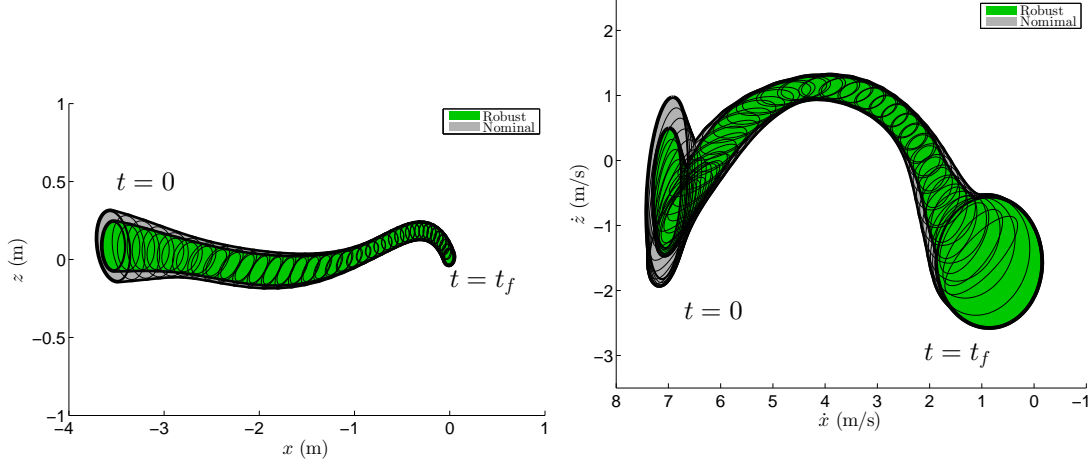 1
0.5
0
−0.5
−1
−4
−3
−2
−1
0
1
x (m)
z (m)
t = 0
t = t_f
Robust
Nominal
2
1
0
−1
−2
−3
8
7
6
5
4
3
2
1
0
−1
ẋ (m/s)
ż (m/s)
t = 0
t = t_f
Robust
Nomimal